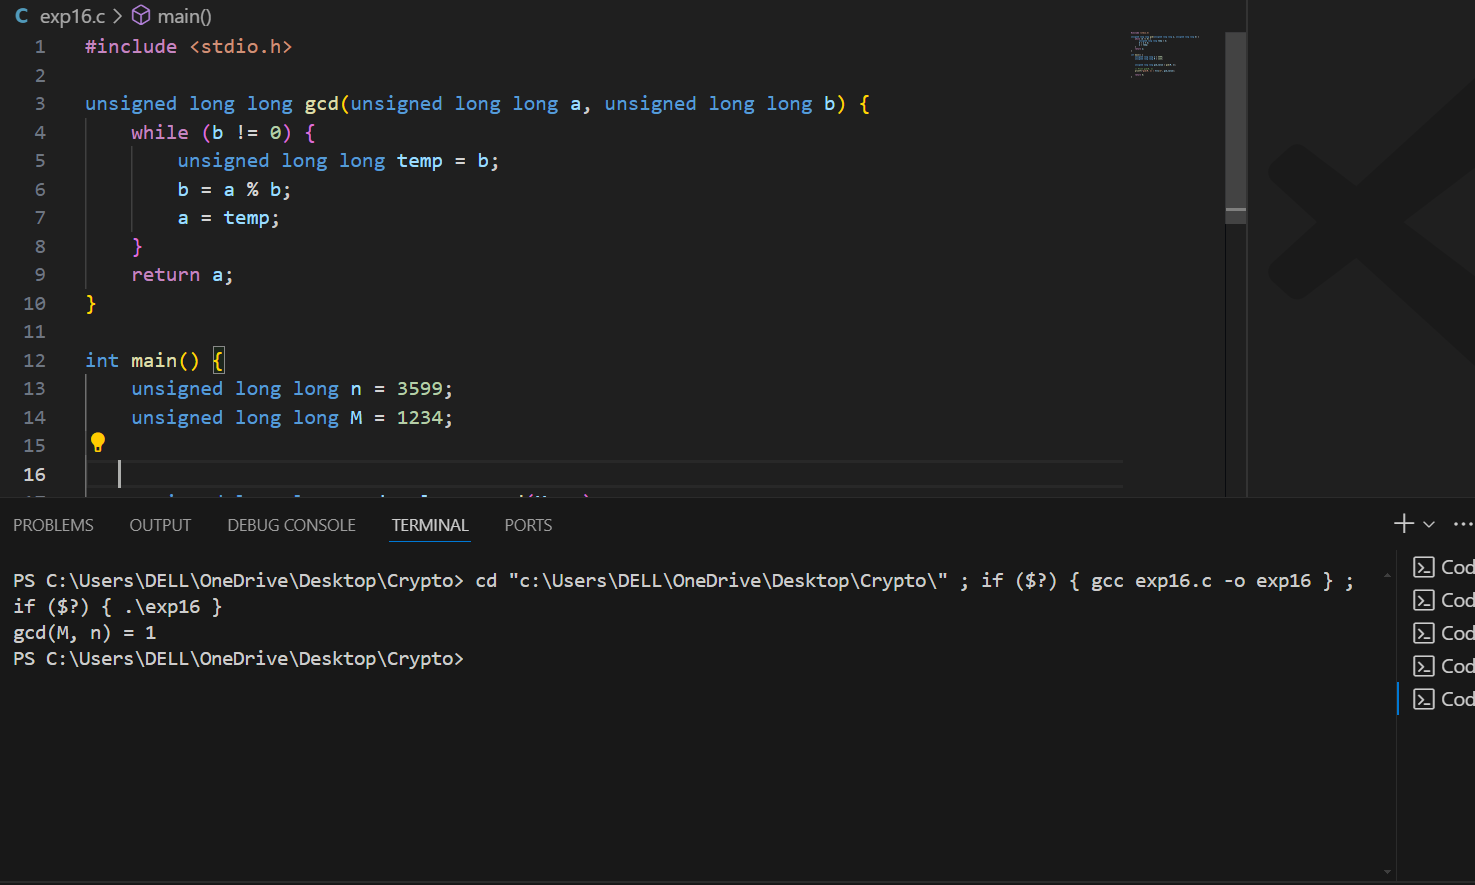 C exp16.c > main()
1 #include <stdio.h>
2
3 unsigned long long gcd(unsigned long long a, unsigned long long b) {
4     while (b != 0) {
5         unsigned long long temp = b;
6         b = a % b;
7         a = temp;
8     }
9     return a;
10 }
11
12 int main() {
13     unsigned long long n = 3599;
14     unsigned long long M = 1234;
15
16
PROBLEMS OUTPUT DEBUG CONSOLE TERMINAL PORTS
PS C:\Users\DELL\OneDrive\Desktop\Crypto> cd "c:\Users\DELL\OneDrive\Desktop\Crypto\" ; if ($?) { gcc exp16.c -o exp16 } ;
if ($?) { .\exp16 }
gcd(M, n) = 1
PS C:\Users\DELL\OneDrive\Desktop\Crypto>
Cod
Cod
Cod
Cod
Cod